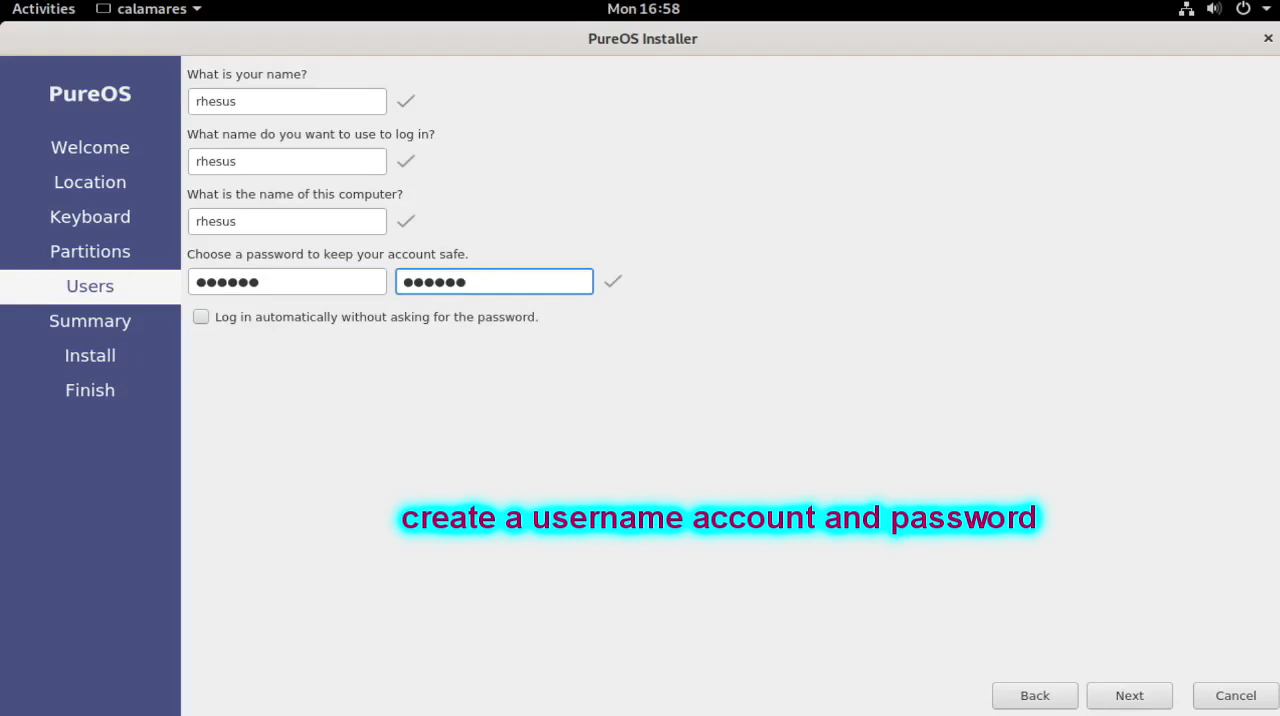 Activities calamares Mon 16:58
PureOS Installer
PureOS
Welcome
Location
Keyboard
Partitions
Users
Summary
Install
Finish
What is your name?
rhesus
What name do you want to use to log in?
rhesus
What is the name of this computer?
rhesus
Choose a password to keep your account safe.
●●●●●● ●●●●●●
Log in automatically without asking for the password.
create a username account and password
Back Next Cancel